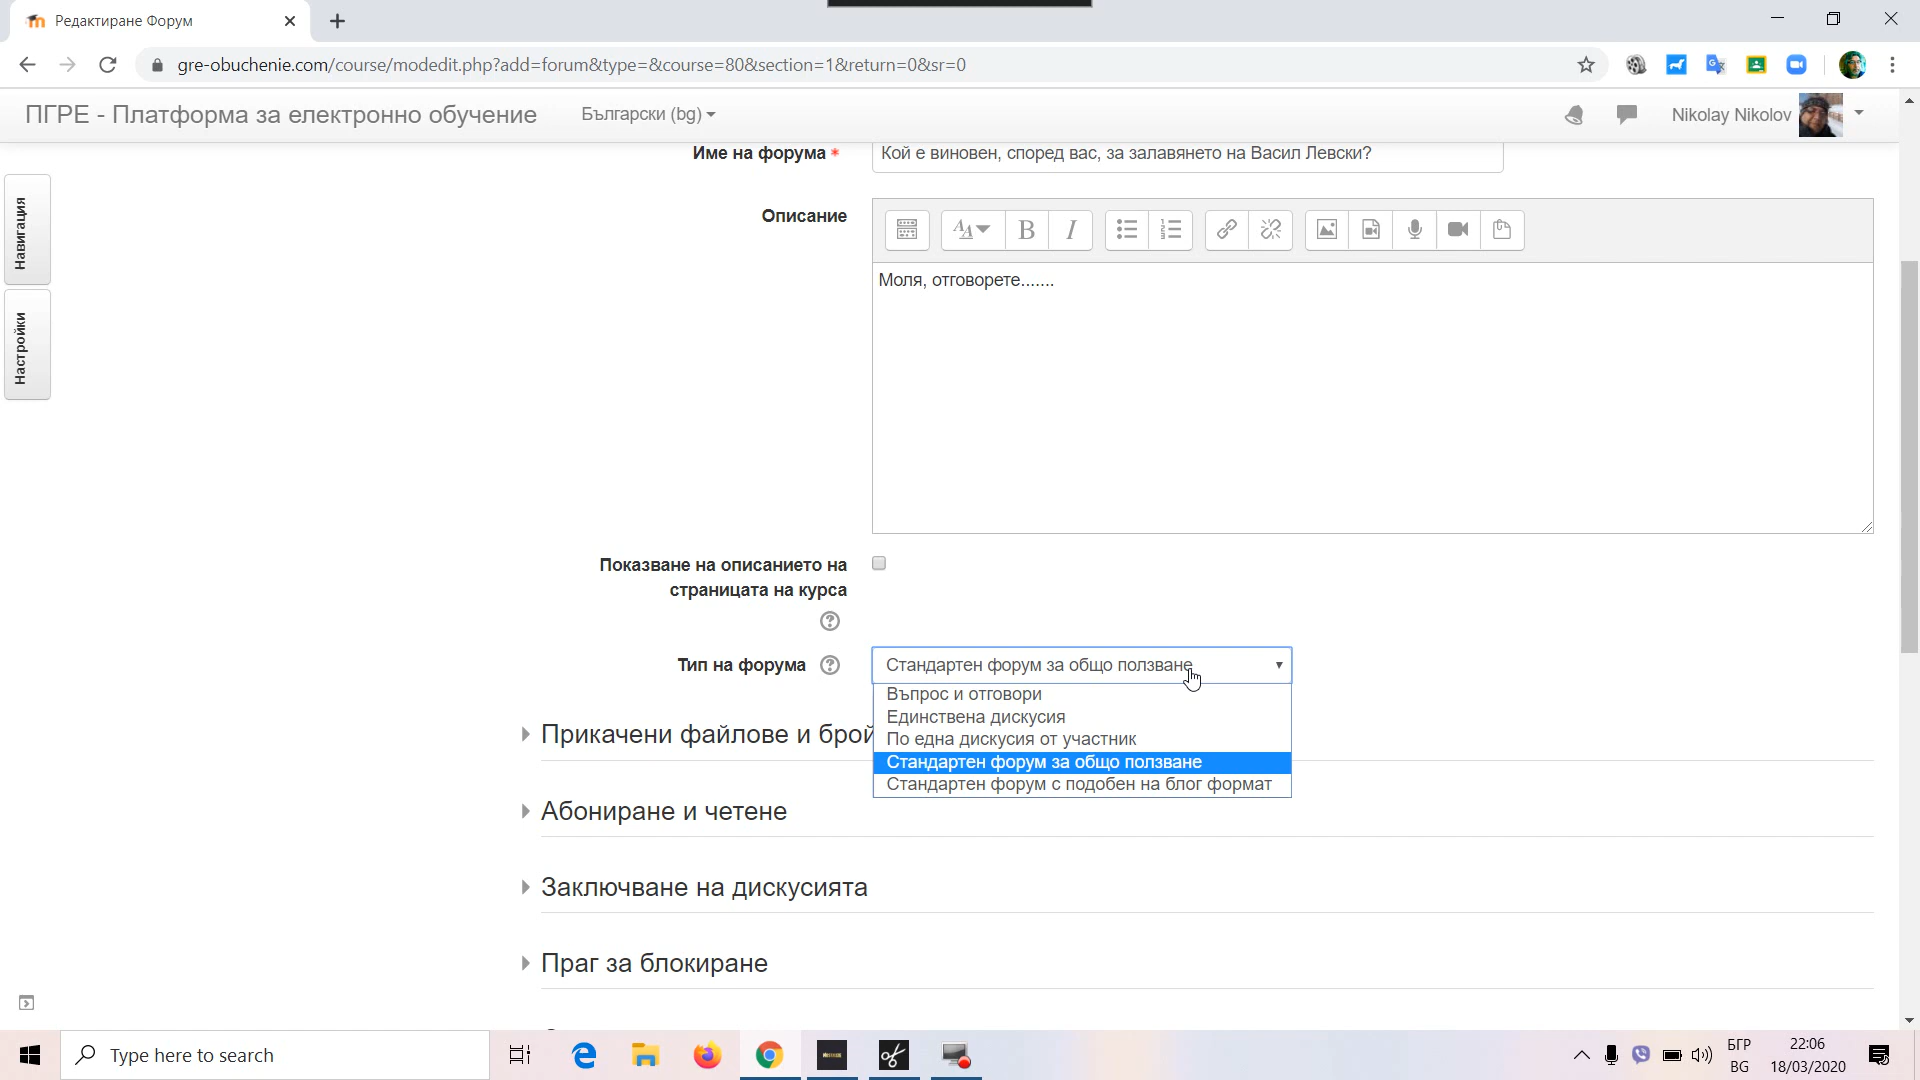 Редактиране Форум
gre-obuchenie.com/course/modedit.php?add=forum&type=&course=80&section=1&return=0&sr=0
ПГРЕ - Платформа за електронно обучение
Български (bg)
Nikolay Nikolov
Навигация
Настройки
Име на форума *
Кой е виновен, според вас, за залавянето на Васил Левски?
Описание
Моля, отговорете.......
Показване на описанието на
страницата на курса
Тип на форума
Стандартен форум за общо ползване
Въпрос и отговори
Единствена дискусия
По една дискусия от участник
Стандартен форум за общо ползване
Стандартен форум с подобен на блог формат
Прикачени файлове и брой
Абониране и четене
Заключване на дискусията
Праг за блокиране
Type here to search
БГР
BG
22:06
18/03/2020